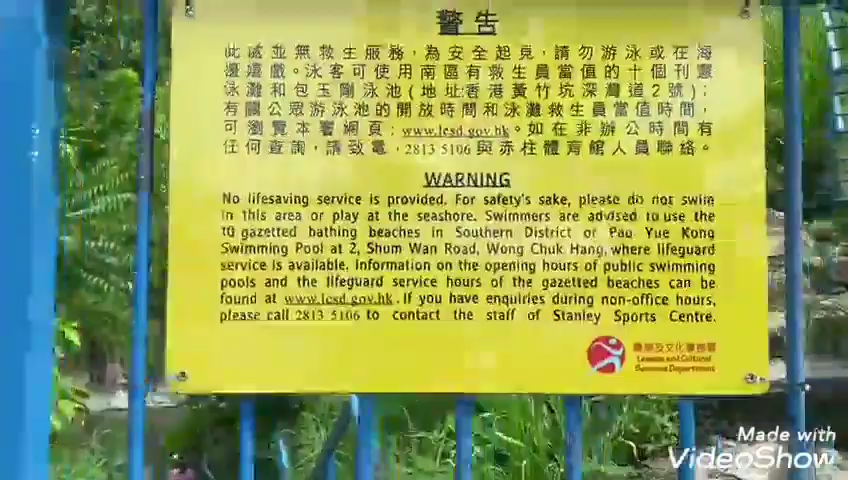 警告
此處並無救生服務，為安全起見，請勿游泳或在海
邊嬉戲。泳客可使用南區有救生員當值的十個刊憲
泳灘和包玉剛泳池(地址香港黃竹坑深灣道2號)；
有關公眾游泳池的開放時間和泳灘救生員當值時間，
可瀏覽本署網頁：www.lcsd.gov.hk。如在非辦公時間有
任何查詢，請致電，2813 5106與赤柱體育館人員聯絡。
WARNING
No lifesaving service is provided. For safety's sake, please do not swim
in this area or play at the seashore. Swimmers are advised to use the
10 gazetted bathing beaches in Southern District or Pao Yue Kong
Swimming Pool at 2, Shum Wan Road, Wong Chuk Hang, where lifeguard
service is available. Information on the opening hours of public swimming
pools and the lifeguard service hours of the gazetted beaches can be
found at www.lcsd.gov.hk. If you have enquiries during non-office hours,
please call 2813 5106 to contact the staff of Stanley Sports Centre.
康樂及文化事務署
Leisure and Cultural
Services Department
Made with
VideoShow